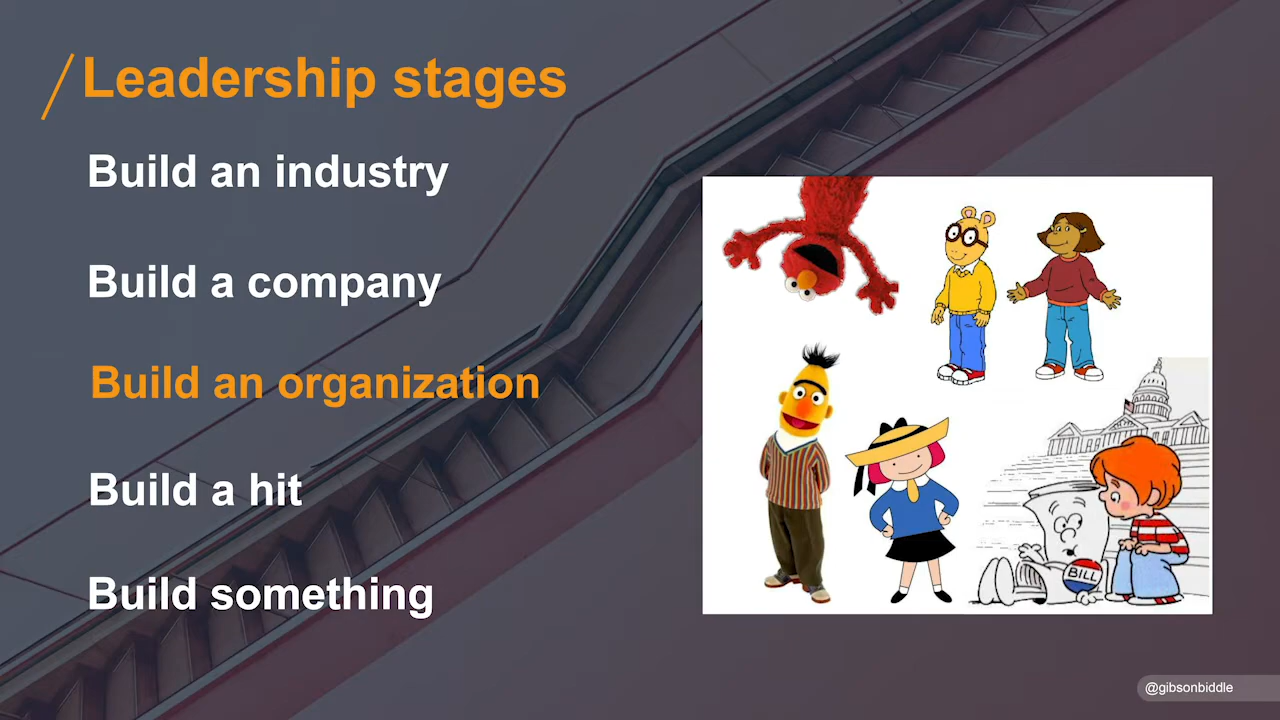 Leadership stages
Build an industry
Build a company
Build an organization
Build a hit
Build something
BILL
@gibsonbiddle